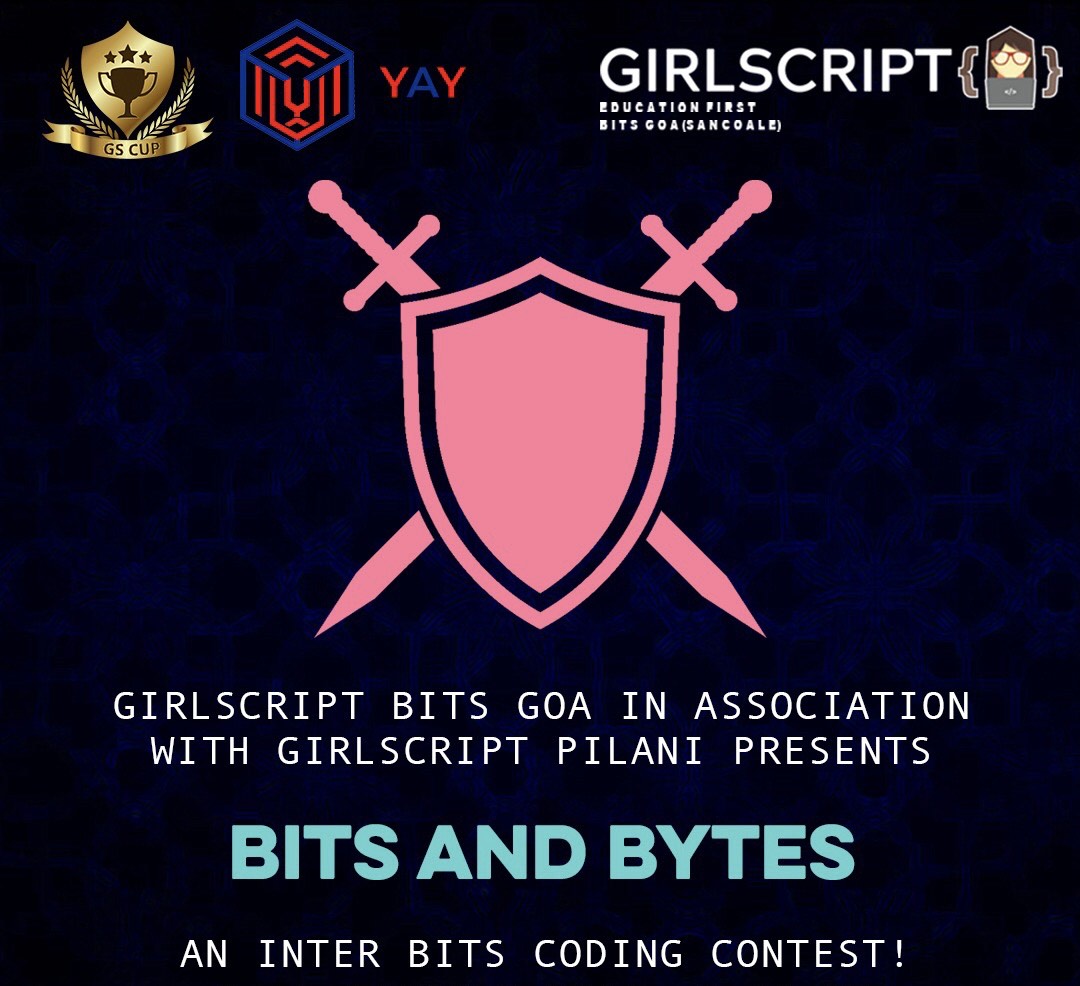 GS CUP
YAY
GIRLSCRIPT
EDUCATION FIRST
BITS GOA(SANCOALE)
GIRLSCRIPT BITS GOA IN ASSOCIATION
WITH GIRLSCRIPT PILANI PRESENTS
BITS AND BYTES
AN INTER BITS CODING CONTEST!